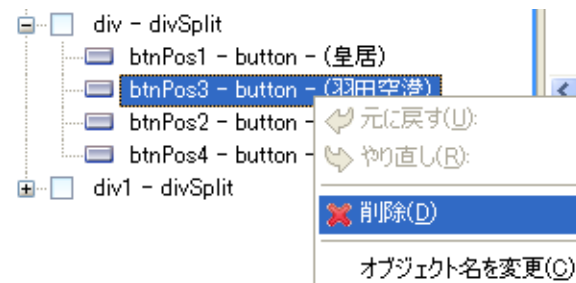 div - divSplit
btnPos1 - button - (皇居)
btnPos3 - button - (羽田空港)
btnPos2 - button -
btnPos4 - button -
div1 - divSplit
元に戻す(U):
やり直し(R):
削除(D)
オブジェクト名を変更(C)